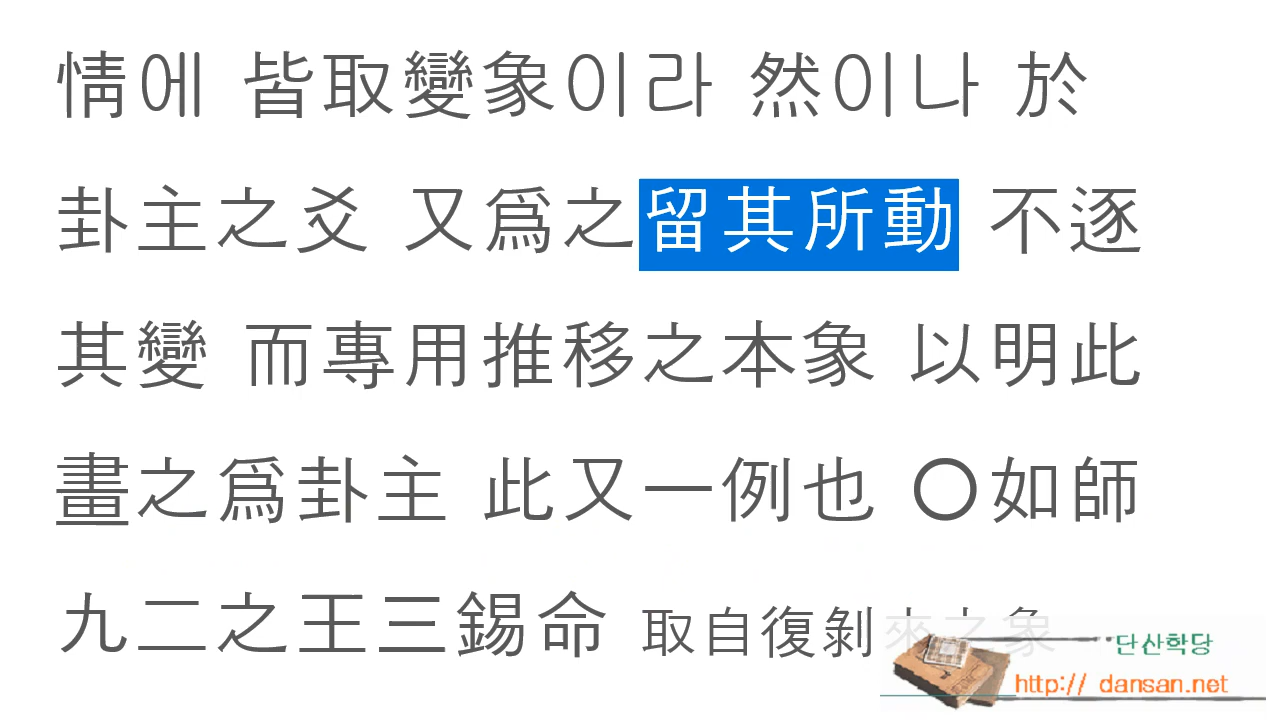 情에 皆取變象이라 然이나 於
卦主之爻 又爲之留其所動 不逐
其變 而專用推移之本象 以明此
畫之爲卦主 此又一例也 〇如師
九二之王三錫命 取自復剝來之象
단산학당
http:// dansan.net